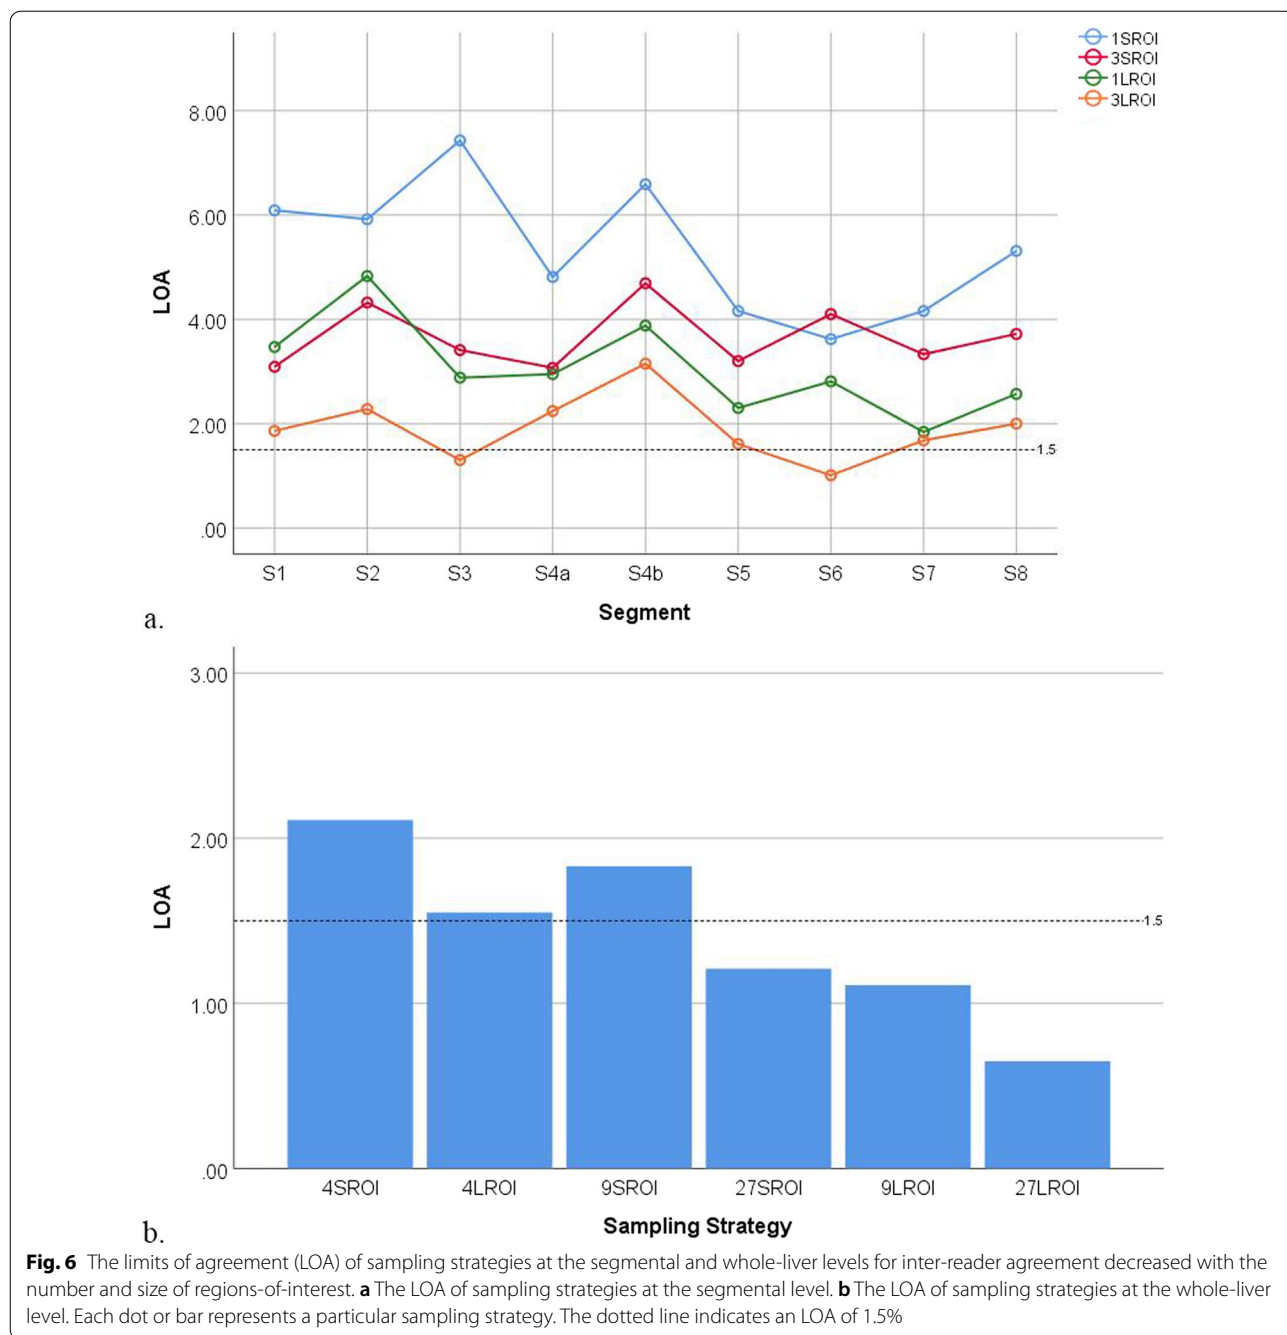 1SROI
3SROI
1LROI
3LROI
8.00
6.00
4.00
2.00
.00
LOA
1.5
S1 S2 S3 S4a S4b S5 S6 S7 S8
Segment
a.
3.00
2.00
1.00
.00
LOA
1.5
4SROI 4LROI 9SROI 27SROI 9LROI 27LROI
Sampling Strategy
b.
Fig. 6 The limits of agreement (LOA) of sampling strategies at the segmental and whole-liver levels for inter-reader agreement decreased with the
number and size of regions-of-interest. a The LOA of sampling strategies at the segmental level. b The LOA of sampling strategies at the whole-liver
level. Each dot or bar represents a particular sampling strategy. The dotted line indicates an LOA of 1.5%